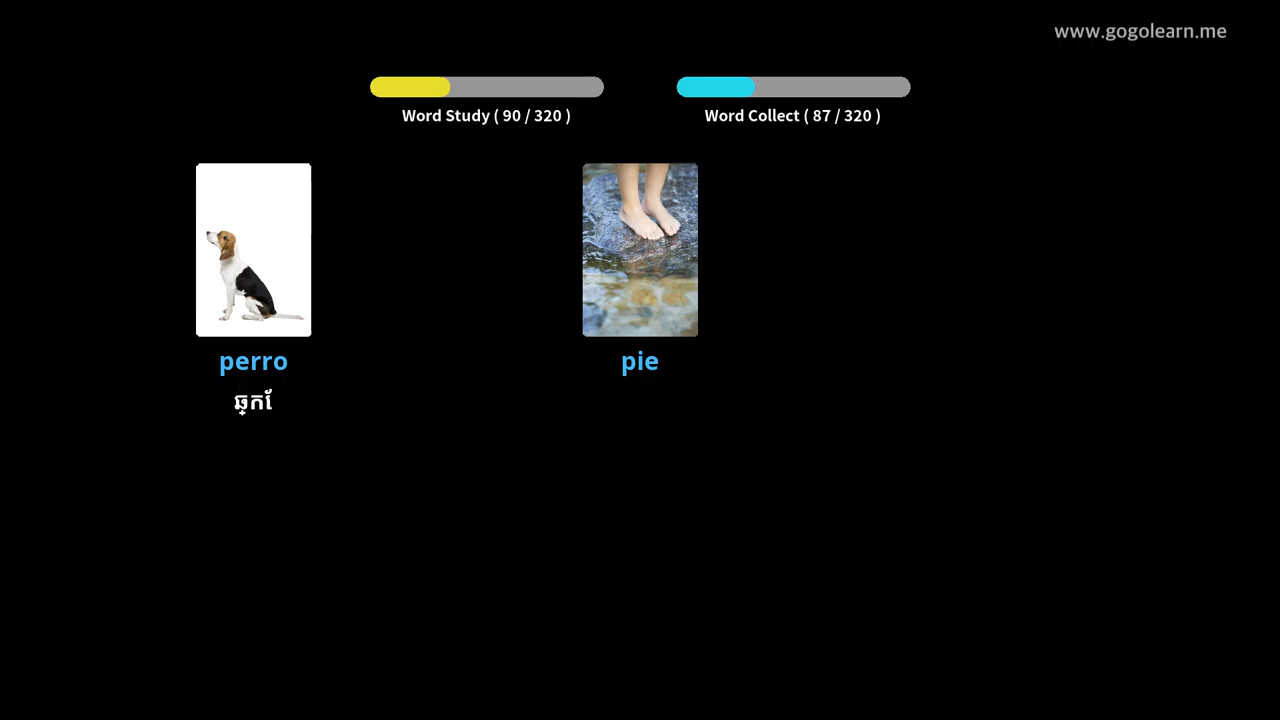 www.gogolearn.me
Word Study ( 90 / 320 )
Word Collect ( 87 / 320 )
perro
pie
ឆ្កែ